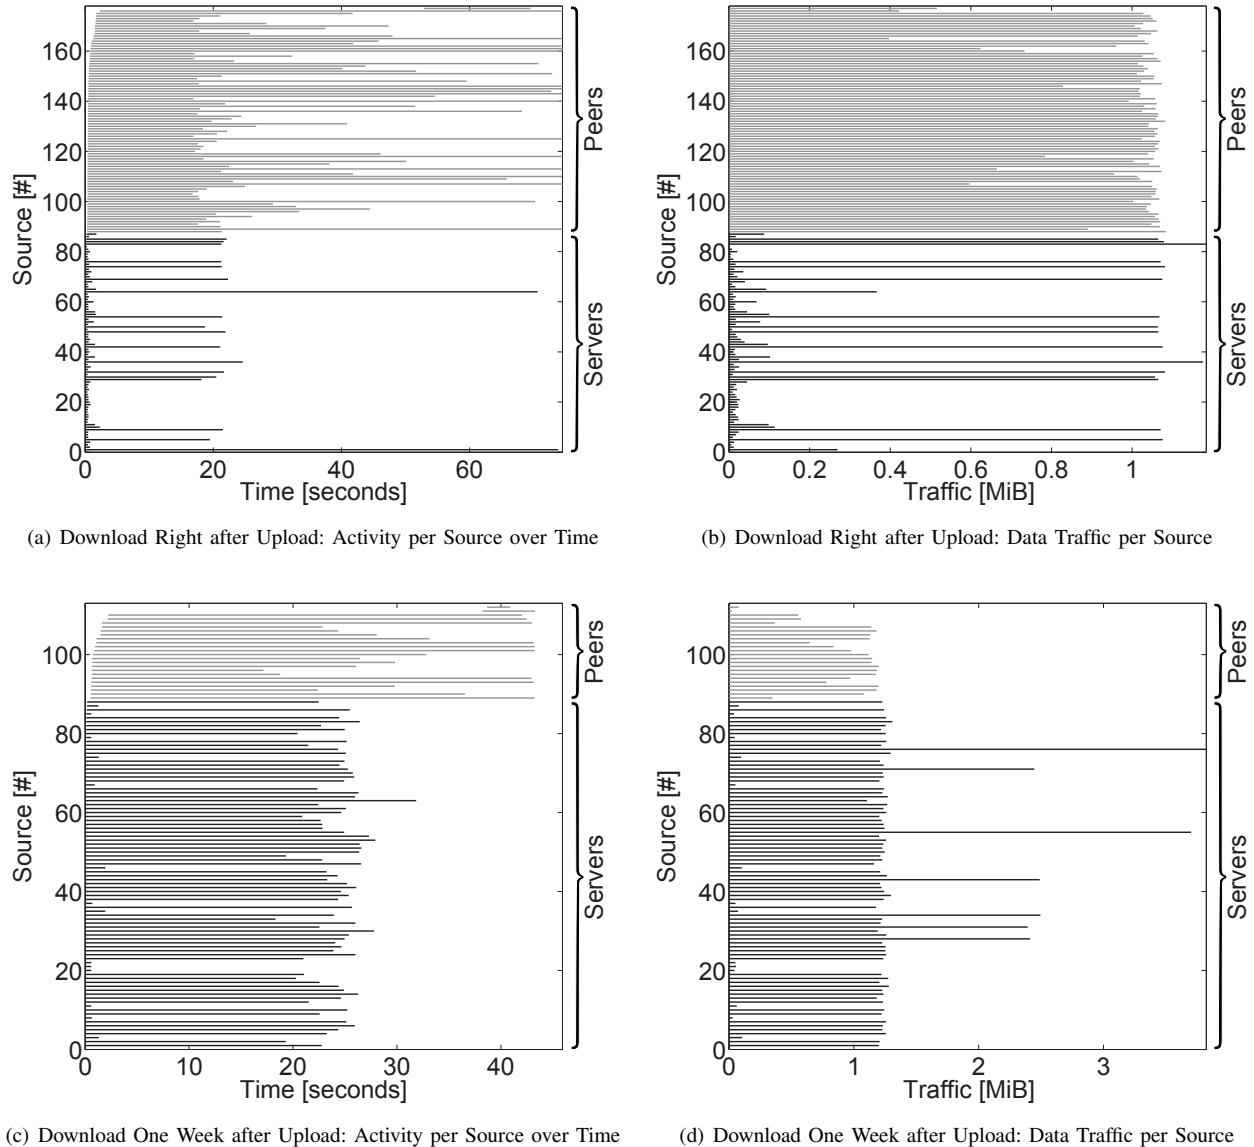 160
140
120
100
80
60
40
20
0
Source [#]
0 20 40 60
Time [seconds]
Peers
Servers
(a) Download Right after Upload: Activity per Source over Time
160
140
120
100
80
60
40
20
0
Source [#]
0 0.2 0.4 0.6 0.8 1
Traffic [MiB]
Peers
Servers
(b) Download Right after Upload: Data Traffic per Source
100
80
60
40
20
0
Source [#]
0 10 20 30 40
Time [seconds]
Peers
Servers
(c) Download One Week after Upload: Activity per Source over Time
100
80
60
40
20
0
Source [#]
0 1 2 3
Traffic [MiB]
Peers
Servers
(d) Download One Week after Upload: Data Traffic per Source